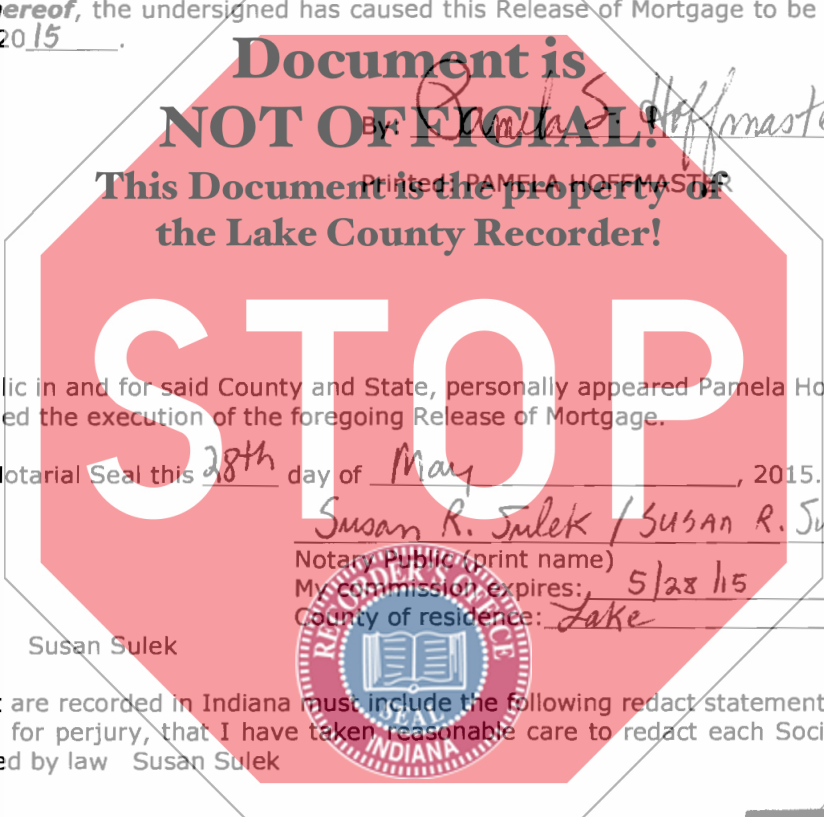 hereof, the undersigned has caused this Release of Mortgage to be
2015.
Document is
NOT OFFICIAL!
By: Pamela S. Hoffmaste
Printed: PAMELA HOFFMASTER
This Document is the property of
the Lake County Recorder!
STOP
lic in and for said County and State, personally appeared Pamela Ho
ed the execution of the foregoing Release of Mortgage.
Notarial Seal this 28th day of May, 2015.
Susan R. Sulek / Susan R. Su
Notary Public (print name)
My commission expires: 5/28/15
County of residence: Lake
RECORDER'S OFFICE
SEAL
INDIANA
Susan Sulek
t are recorded in Indiana must include the following redact statement
for perjury, that I have taken reasonable care to redact each Soci
ed by law Susan Sulek